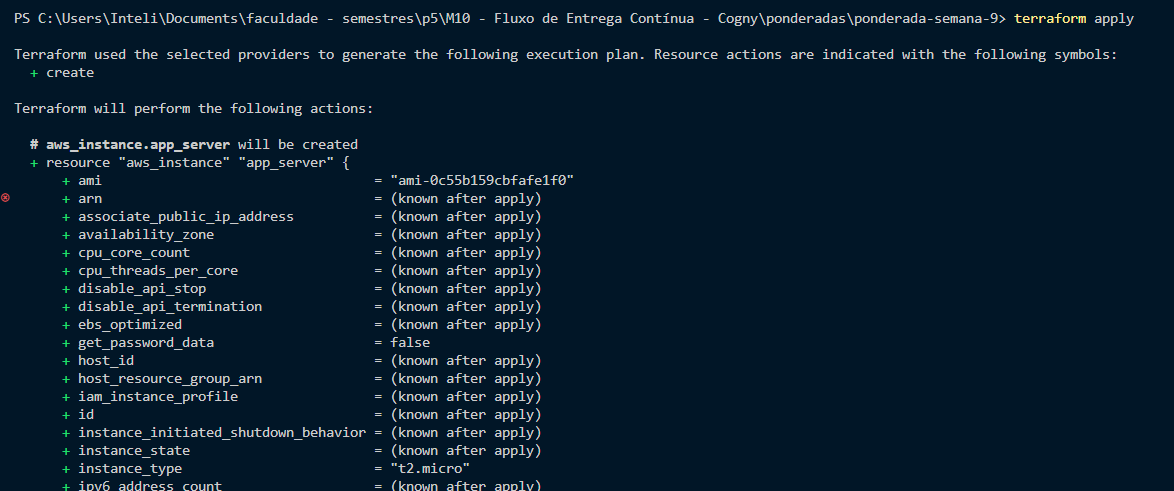 PS C:\Users\Inteli\Documents\faculdade - semestres\p5\M10 - Fluxo de Entrega Contínua - Cogny\ponderadas\ponderada-semana-9> terraform apply
Terraform used the selected providers to generate the following execution plan. Resource actions are indicated with the following symbols:
  + create
Terraform will perform the following actions:
  # aws_instance.app_server will be created
  + resource "aws_instance" "app_server" {
      + ami                                  = "ami-0c55b159cbfafe1f0"
      + arn                                  = (known after apply)
      + associate_public_ip_address          = (known after apply)
      + availability_zone                    = (known after apply)
      + cpu_core_count                       = (known after apply)
      + cpu_threads_per_core                 = (known after apply)
      + disable_api_stop                     = (known after apply)
      + disable_api_termination              = (known after apply)
      + ebs_optimized                        = (known after apply)
      + get_password_data                    = false
      + host_id                              = (known after apply)
      + host_resource_group_arn              = (known after apply)
      + iam_instance_profile                 = (known after apply)
      + id                                   = (known after apply)
      + instance_initiated_shutdown_behavior = (known after apply)
      + instance_state                       = (known after apply)
      + instance_type                        = "t2.micro"
      + ipv6_address_count                   = (known after apply)